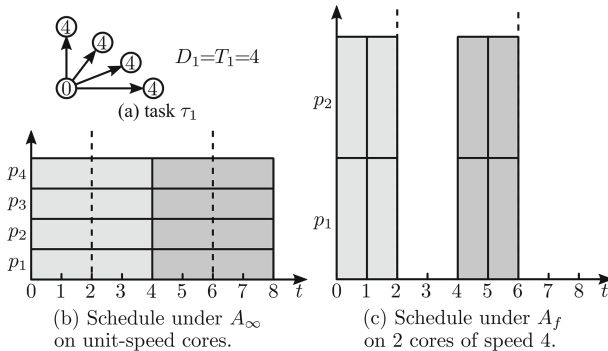 4
4
4
4
0
D₁=T₁=4
(a) task τ₁
p₄
p₃
p₂
p₁
0 1 2 3 4 5 6 7 8 t
(b) Schedule under A∞
on unit-speed cores.
p₂
p₁
0 1 2 3 4 5 6 7 8 t
(c) Schedule under A_f
on 2 cores of speed 4.